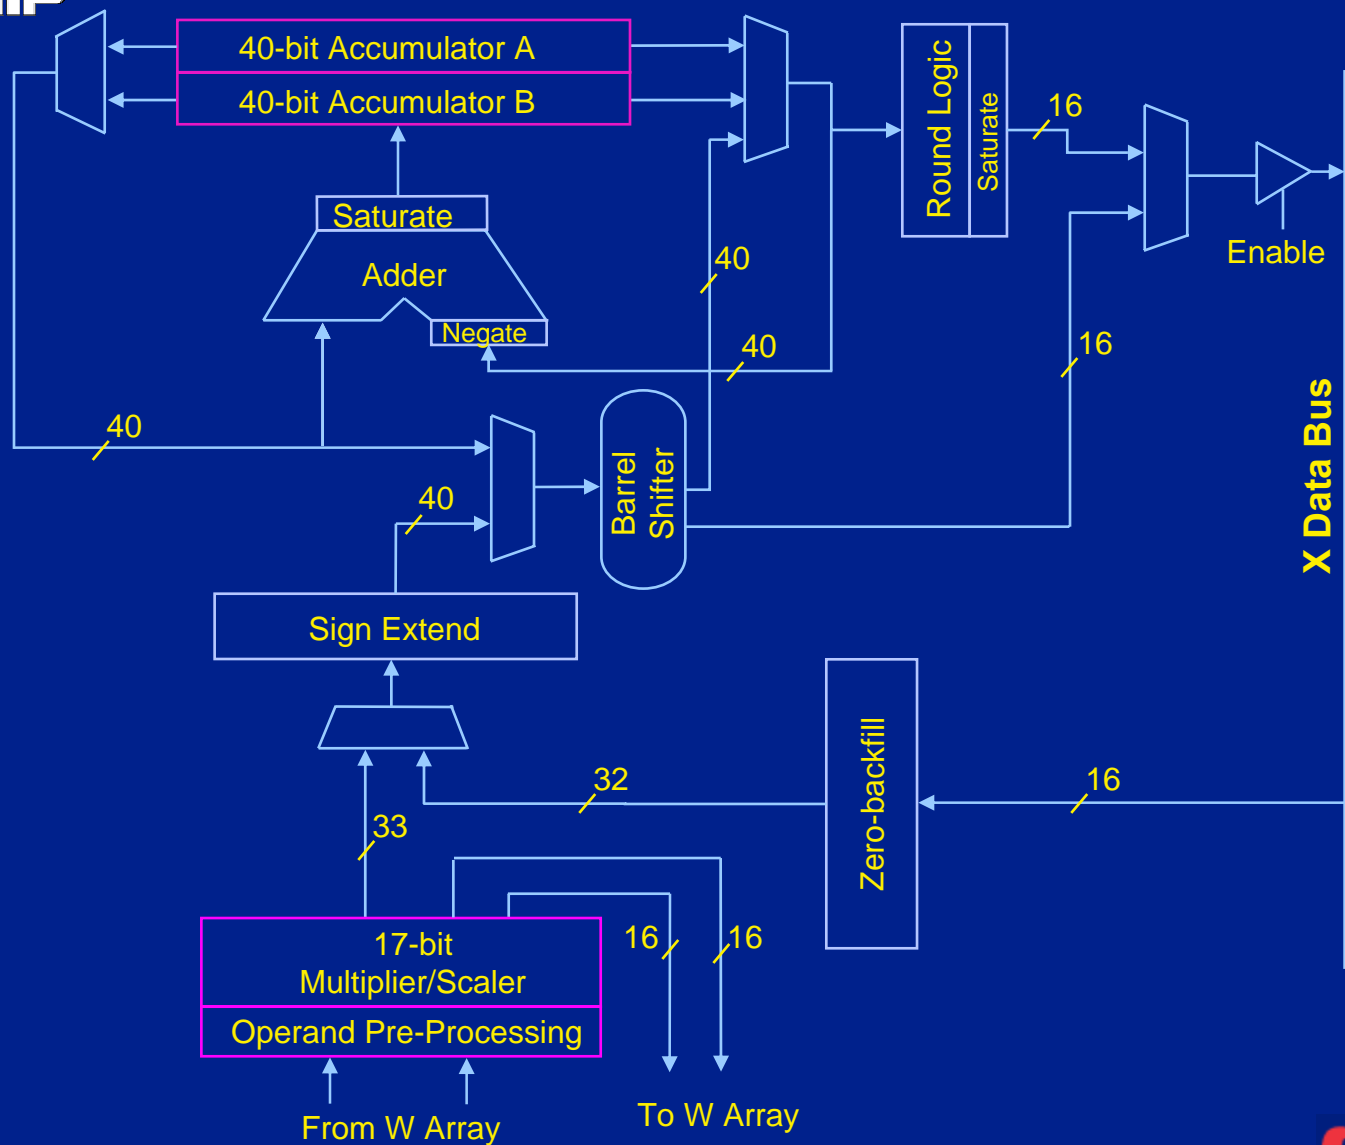 40-bit Accumulator A
40-bit Accumulator B
Round Logic
Saturate
16
Saturate
Adder
Negate
40
Enable
40
16
X Data Bus
40
Barrel
Shifter
40
Sign Extend
Zero-backfill
32
16
33
17-bit
Multiplier/Scaler
16
16
Operand Pre-Processing
From W Array
To W Array